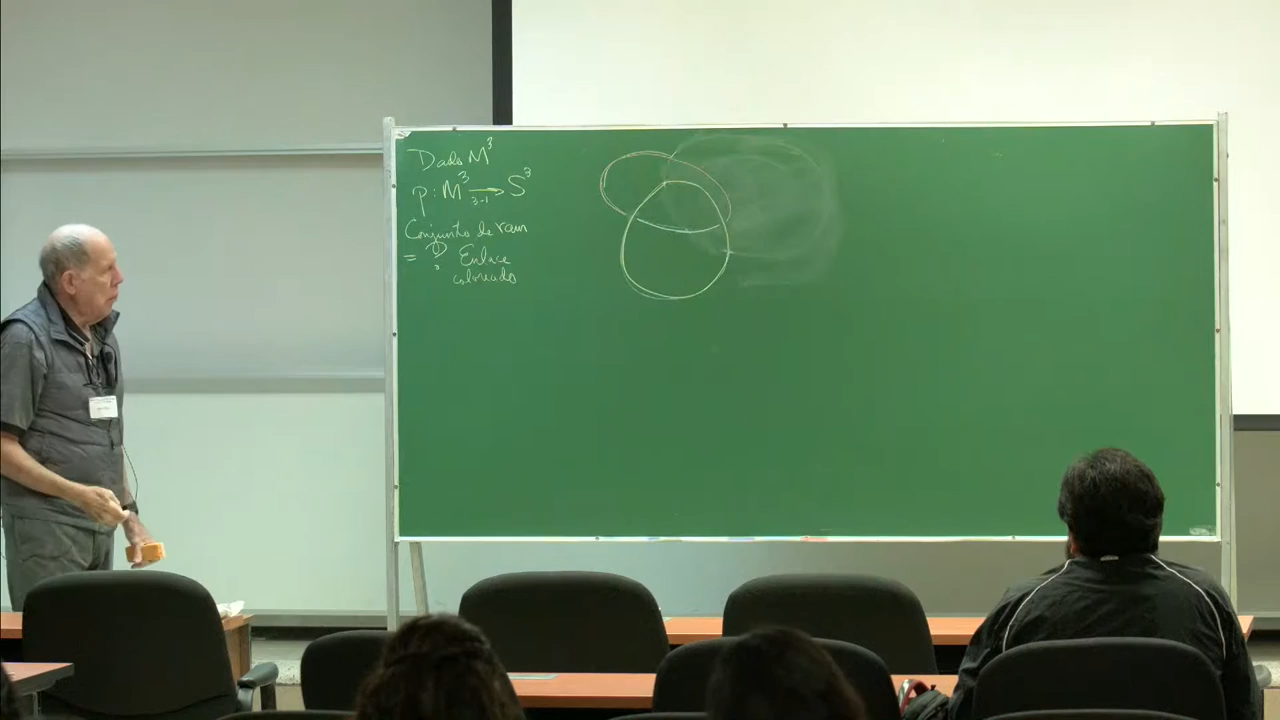 Dado M³
p: M³ → S³
3-1
Conjunto de ram
= ? Enlace
coloreado